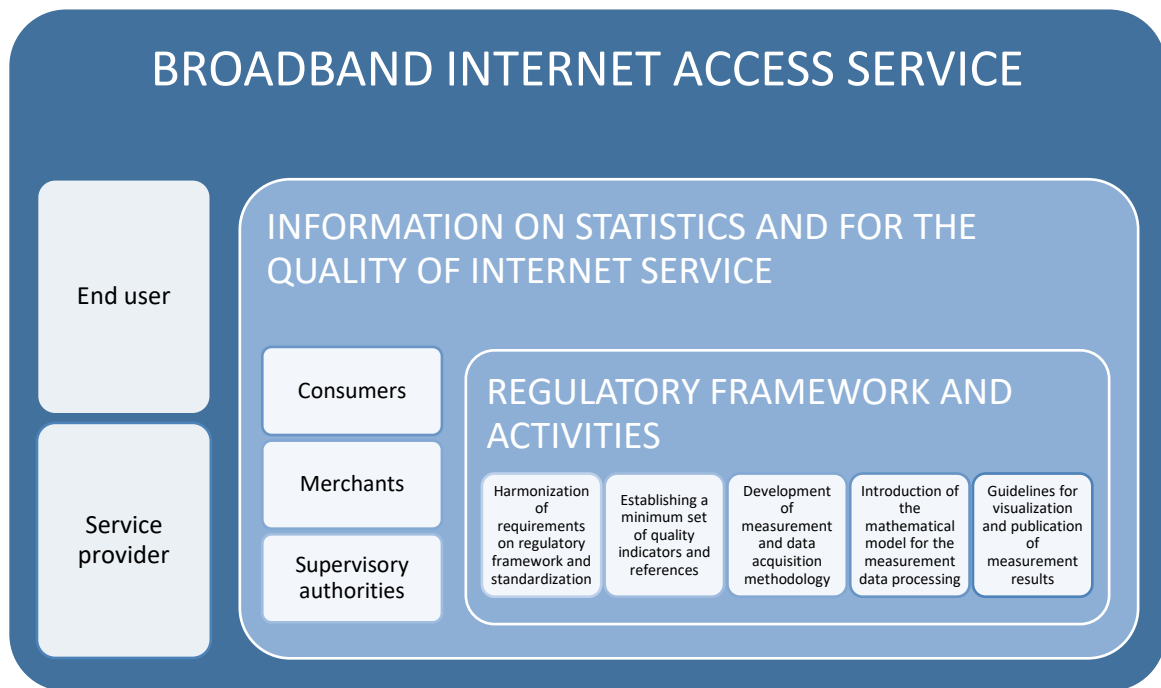 BROADBAND INTERNET ACCESS SERVICE
End user
Service
provider
INFORMATION ON STATISTICS AND FOR THE
QUALITY OF INTERNET SERVICE
Consumers
Merchants
Supervisory
authorities
REGULATORY FRAMEWORK AND
ACTIVITIES
Harmonization
of
requirements
on regulatory
framework and
standardization
Establishing a
minimum set
of quality
indicators and
references
Development
of
measurement
and data
acquisition
methodology
Introduction of
the
mathematical
model for the
measurement
data processing
Guidelines for
visualization
and publication
of
measurement
results